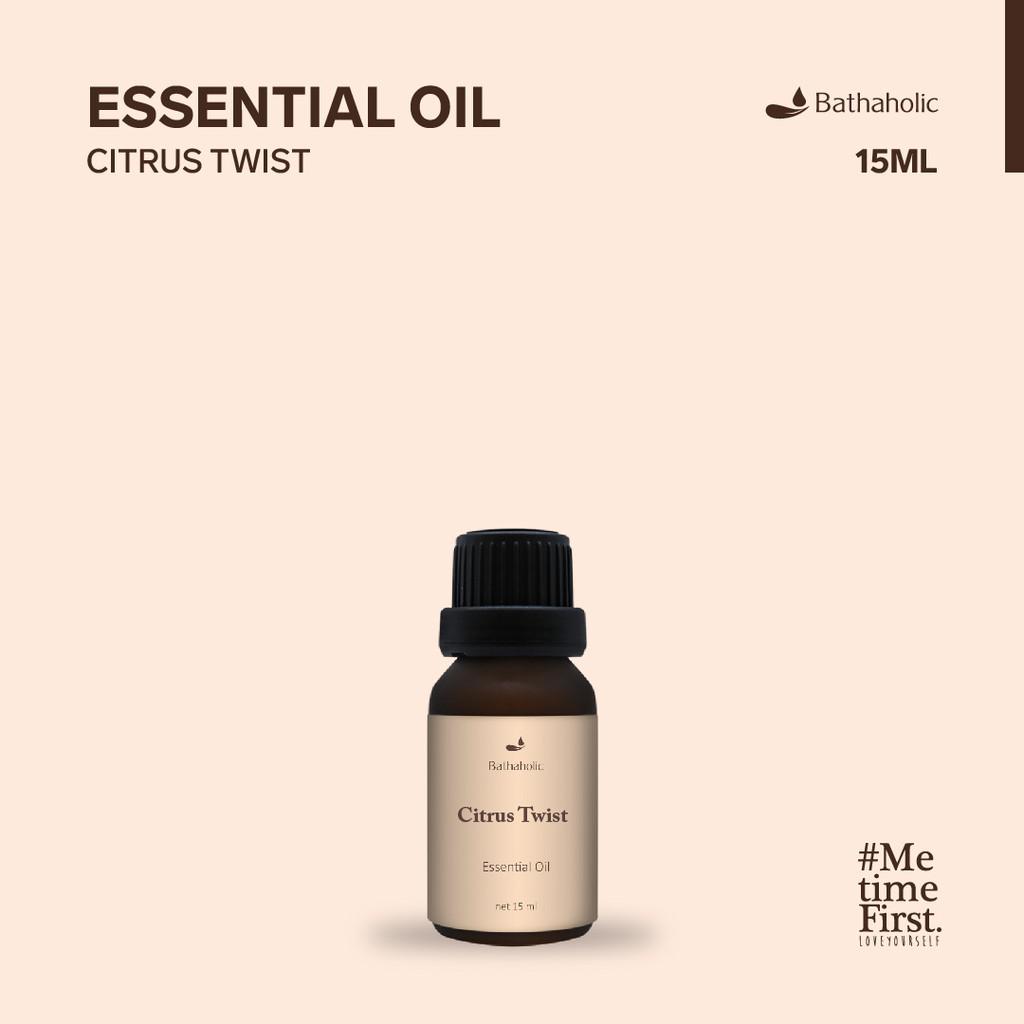 ESSENTIAL OIL
CITRUS TWIST
Bathaholic
15ML
Bathaholic
Citrus Twist
Essential Oil
net 15 ml
#Me
time
First.
LOVEYOURSELF